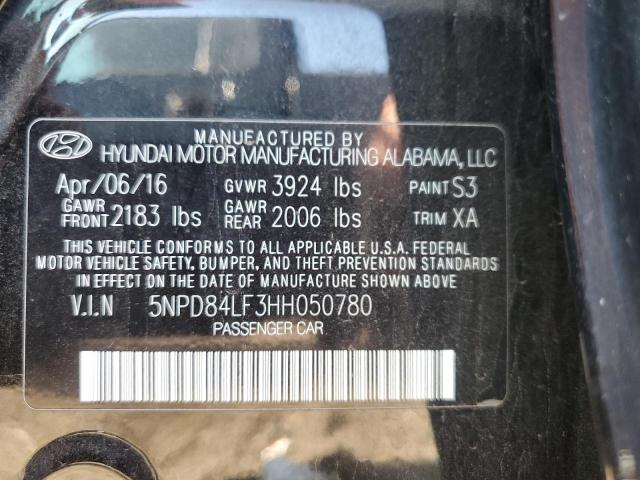 MANUFACTURED BY
HYUNDAI MOTOR MANUFACTURING ALABAMA, LLC
Apr/06/16 GVWR 3924 lbs PAINT S3
GAWR FRONT 2183 lbs GAWR REAR 2006 lbs TRIM XA
THIS VEHICLE CONFORMS TO ALL APPLICABLE U.S.A. FEDERAL
MOTOR VEHICLE SAFETY, BUMPER, AND THEFT PREVENTION STANDARDS
IN EFFECT ON THE DATE OF MANUFACTURE SHOWN ABOVE
V.I.N 5NPD84LF3HH050780
PASSENGER CAR